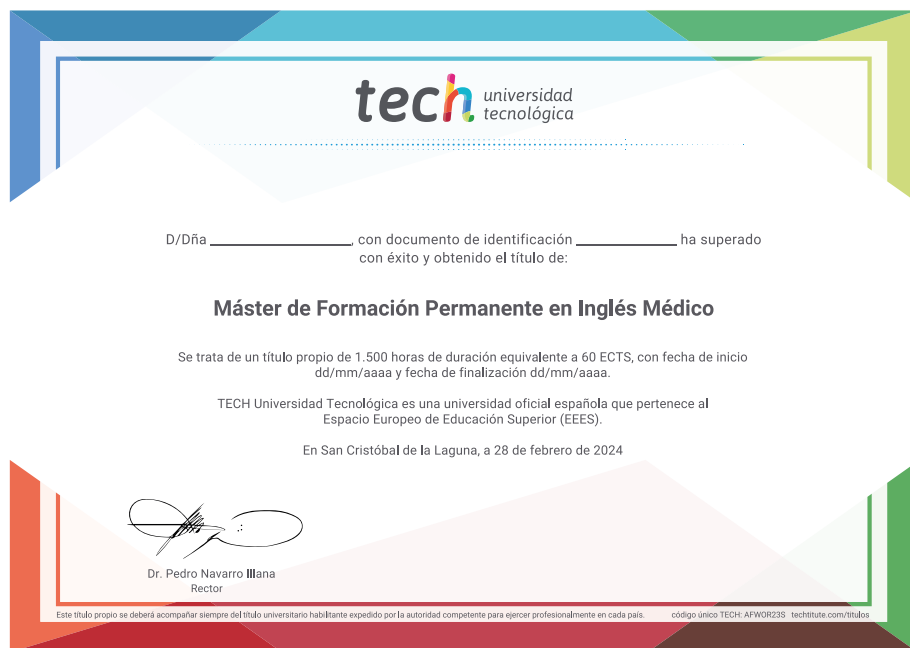 tech universidad
tecnológica
D/Dña ____________________, con documento de identificación ______________ ha superado
con éxito y obtenido el título de:
Máster de Formación Permanente en Inglés Médico
Se trata de un título propio de 1.500 horas de duración equivalente a 60 ECTS, con fecha de inicio
dd/mm/aaaa y fecha de finalización dd/mm/aaaa.
TECH Universidad Tecnológica es una universidad oficial española que pertenece al
Espacio Europeo de Educación Superior (EEES).
En San Cristóbal de la Laguna, a 28 de febrero de 2024
Dr. Pedro Navarro Illana
Rector
Este título propio se deberá acompañar siempre del título universitario habilitante expedido por la autoridad competente para ejercer profesionalmente en cada país. código único TECH: AFWOR23S techtitute.com/titulos